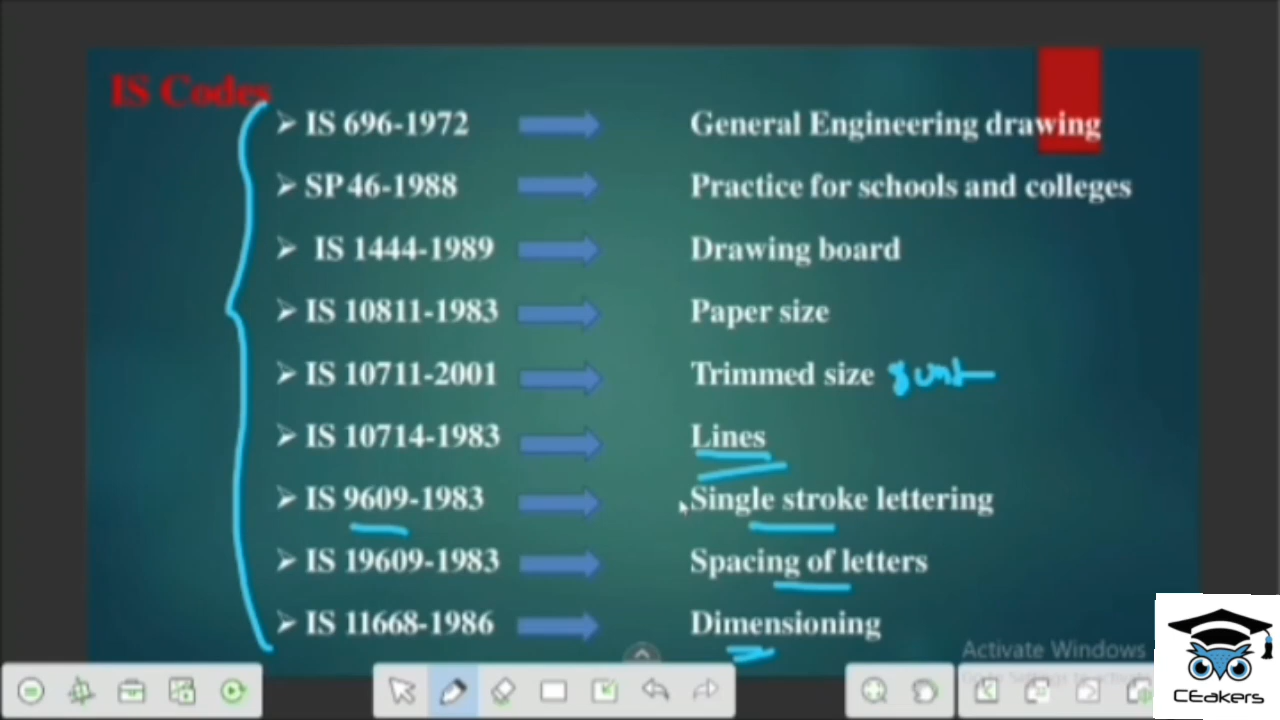 IS Codes
➢ IS 696-1972 General Engineering drawing
➢ SP 46-1988 Practice for schools and colleges
➢ IS 1444-1989 Drawing board
➢ IS 10811-1983 Paper size
➢ IS 10711-2001 Trimmed size
➢ IS 10714-1983 Lines
➢ IS 9609-1983 Single stroke lettering
➢ IS 19609-1983 Spacing of letters
➢ IS 11668-1986 Dimensioning
Activate Windows
CEakers